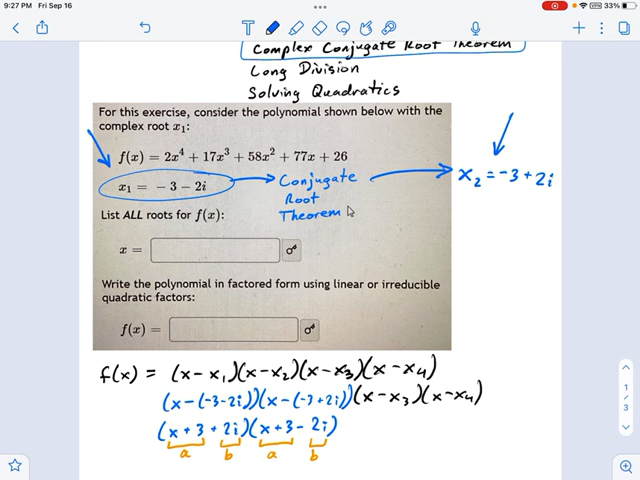 9:27 PM Fri Sep 16
33%
Complex Conjugate Root Theorem
Long Division
Solving Quadratics
For this exercise, consider the polynomial shown below with the
complex root x₁.
f(x) = 2x⁴ + 17x³ + 58x² + 77x + 26
x₁ = − 3 − 2i
Conjugate
Root
Theorem
x₂ = -3 + 2i
List ALL roots for f(x):
x =
Write the polynomial in factored form using linear or irreducible
quadratic factors:
f(x) =
f(x) = (x - x₁)(x - x₂)(x - x₃)(x - x₄)
(x - (-3-2i))(x - (-3+2i))(x - x₃)(x - x₄)
(x + 3 + 2i)(x + 3 - 2i)
a b a b
1
3